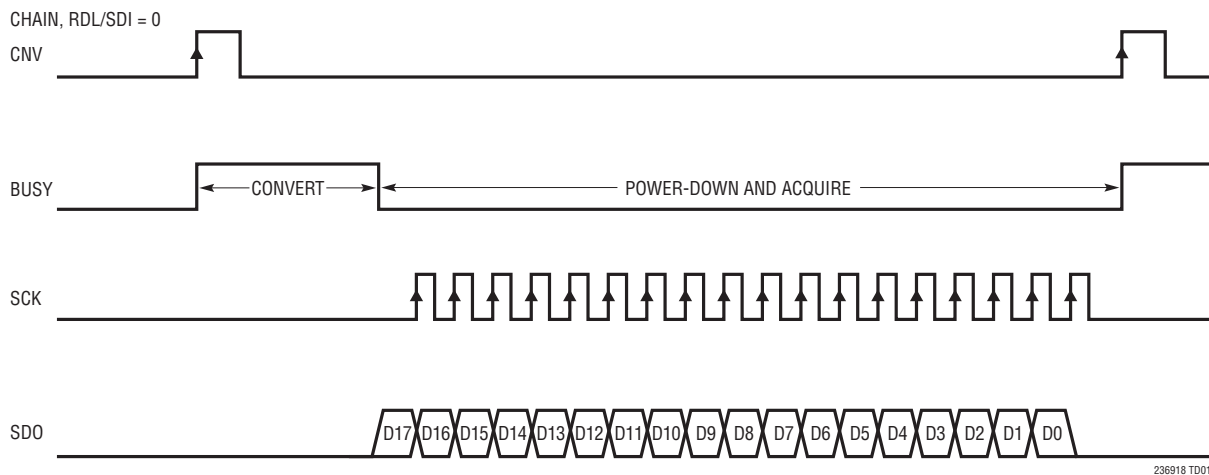 CHAIN, RDL/SDI = 0
CNV
BUSY
CONVERT
POWER-DOWN AND ACQUIRE
SCK
SDO
D17 D16 D15 D14 D13 D12 D11 D10 D9 D8 D7 D6 D5 D4 D3 D2 D1 D0
236918 TD01